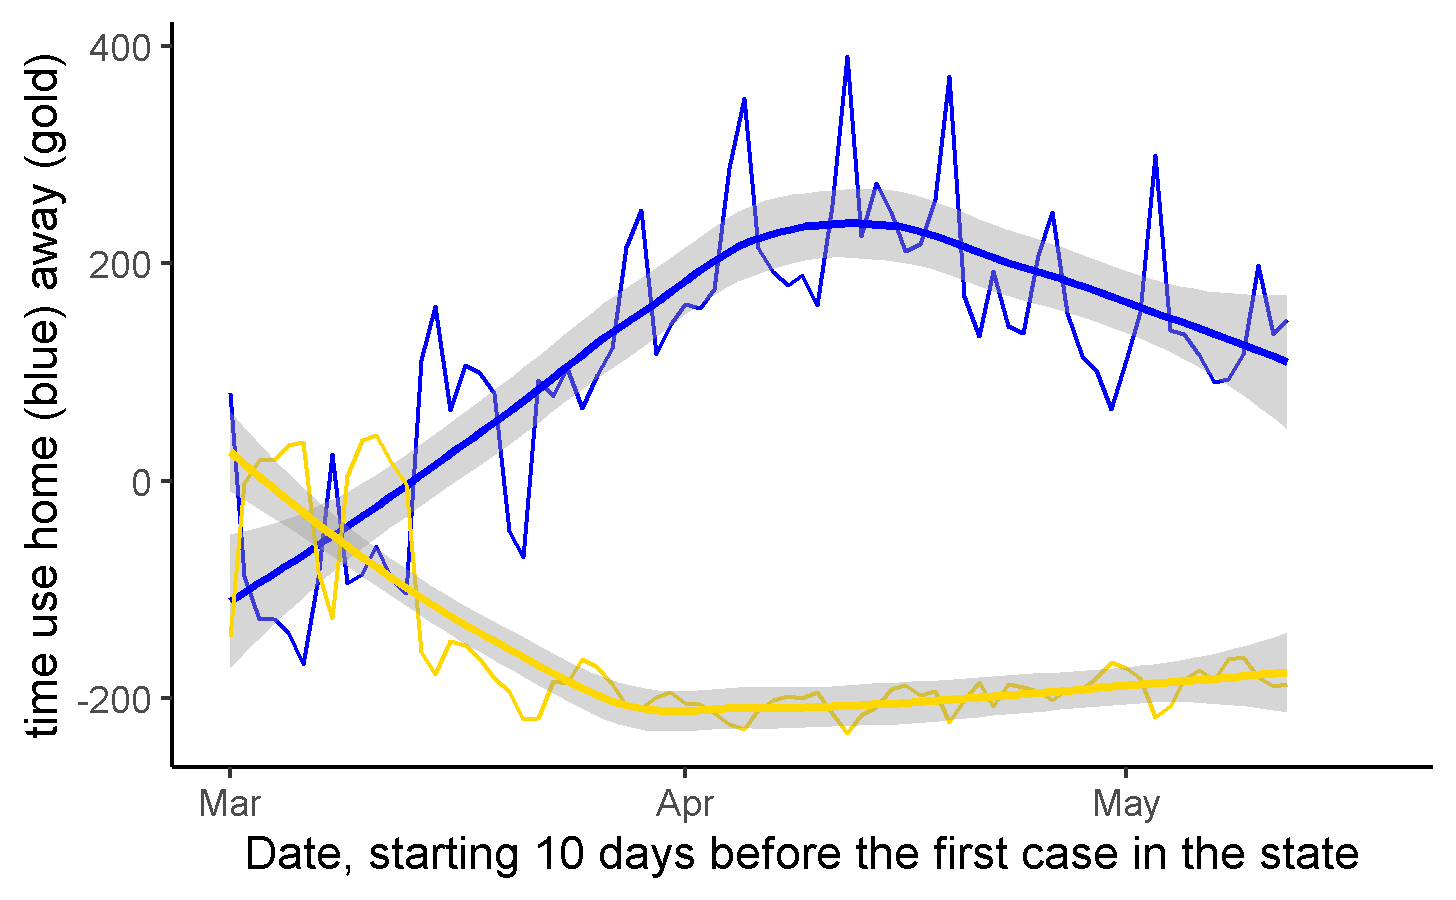 time use home (blue) away (gold)
400
200
0
-200
Mar
Apr
May
Date, starting 10 days before the first case in the state